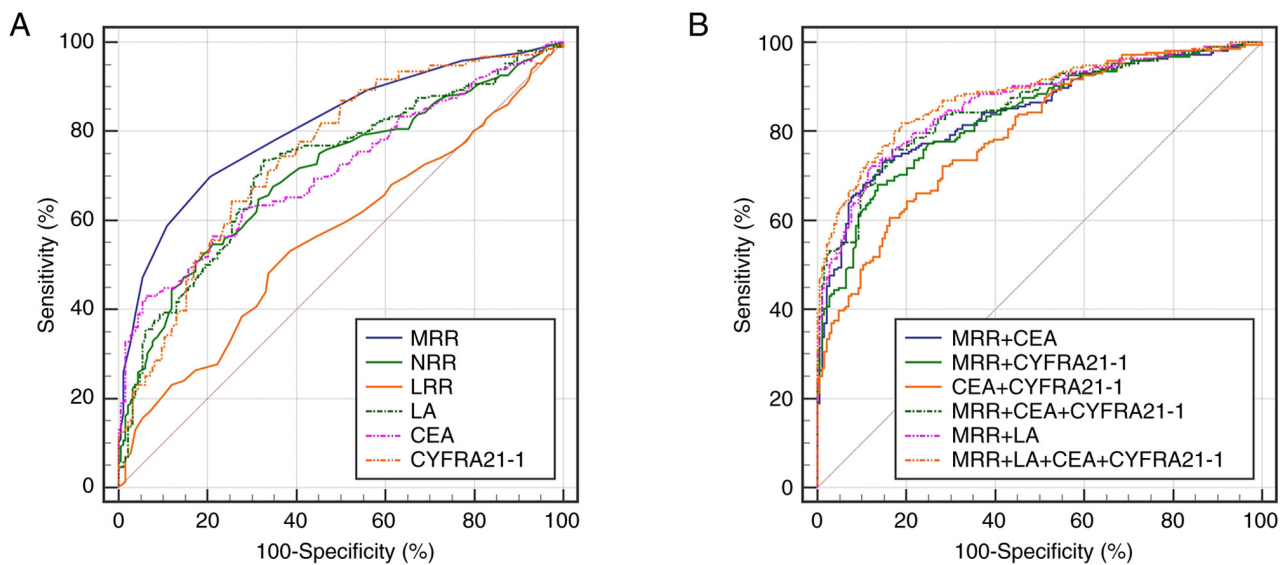 A
100
80
60
40
20
0
Sensitivity (%)
MRR
NRR
LRR
LA
CEA
CYFRA21-1
0 20 40 60 80 100
100-Specificity (%)
B
100
80
60
40
20
0
Sensitivity (%)
MRR+CEA
MRR+CYFRA21-1
CEA+CYFRA21-1
MRR+CEA+CYFRA21-1
MRR+LA
MRR+LA+CEA+CYFRA21-1
0 20 40 60 80 100
100-Specificity (%)